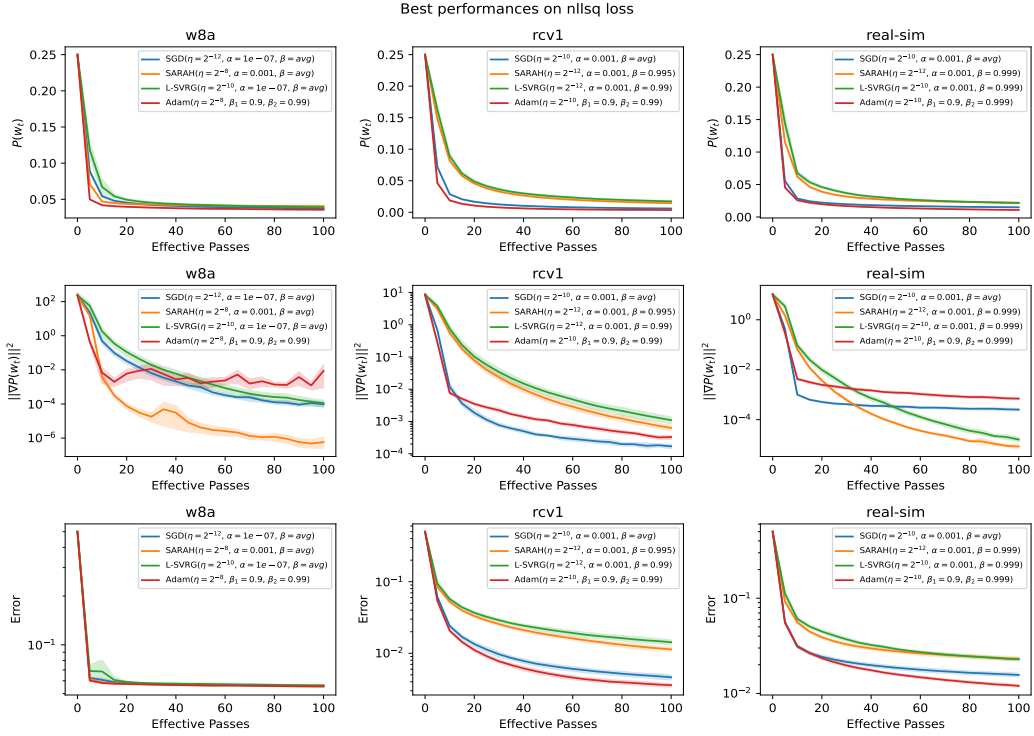 Best performances on nllsq loss
w8a
0.25
0.20
0.15
0.10
0.05
P(w_t)
SGD(η = 2^{-12}, α = 1e − 07, β = avg)
SARAH(η = 2^{-8}, α = 0.001, β = avg)
L-SVRG(η = 2^{-10}, α = 1e − 07, β = avg)
Adam(η = 2^{-8}, β_1 = 0.9, β_2 = 0.99)
0 20 40 60 80 100
Effective Passes
rcv1
0.25
0.20
0.15
0.10
0.05
0.00
P(w_t)
SGD(η = 2^{-10}, α = 0.001, β = avg)
SARAH(η = 2^{-12}, α = 0.001, β = 0.995)
L-SVRG(η = 2^{-12}, α = 0.001, β = 0.99)
Adam(η = 2^{-10}, β_1 = 0.9, β_2 = 0.99)
0 20 40 60 80 100
Effective Passes
real-sim
0.25
0.20
0.15
0.10
0.05
0.00
P(w_t)
SGD(η = 2^{-10}, α = 0.001, β = avg)
SARAH(η = 2^{-12}, α = 0.001, β = 0.999)
L-SVRG(η = 2^{-10}, α = 0.001, β = 0.999)
Adam(η = 2^{-10}, β_1 = 0.9, β_2 = 0.999)
0 20 40 60 80 100
Effective Passes
w8a
10^2
10^0
10^{-2}
10^{-4}
10^{-6}
||∇P(w_t)||^2
SGD(η = 2^{-12}, α = 1e − 07, β = avg)
SARAH(η = 2^{-8}, α = 0.001, β = avg)
L-SVRG(η = 2^{-10}, α = 1e − 07, β = avg)
Adam(η = 2^{-8}, β_1 = 0.9, β_2 = 0.99)
0 20 40 60 80 100
Effective Passes
rcv1
10^1
10^0
10^{-1}
10^{-2}
10^{-3}
10^{-4}
||∇P(w_t)||^2
SGD(η = 2^{-10}, α = 0.001, β = avg)
SARAH(η = 2^{-12}, α = 0.001, β = 0.995)
L-SVRG(η = 2^{-12}, α = 0.001, β = 0.99)
Adam(η = 2^{-10}, β_1 = 0.9, β_2 = 0.99)
0 20 40 60 80 100
Effective Passes
real-sim
10^0
10^{-2}
10^{-4}
||∇P(w_t)||^2
SGD(η = 2^{-10}, α = 0.001, β = avg)
SARAH(η = 2^{-12}, α = 0.001, β = 0.999)
L-SVRG(η = 2^{-10}, α = 0.001, β = 0.999)
Adam(η = 2^{-10}, β_1 = 0.9, β_2 = 0.999)
0 20 40 60 80 100
Effective Passes
w8a
10^{-1}
Error
SGD(η = 2^{-12}, α = 1e − 07, β = avg)
SARAH(η = 2^{-8}, α = 0.001, β = avg)
L-SVRG(η = 2^{-10}, α = 1e − 07, β = avg)
Adam(η = 2^{-8}, β_1 = 0.9, β_2 = 0.99)
0 20 40 60 80 100
Effective Passes
rcv1
10^{-1}
10^{-2}
Error
SGD(η = 2^{-10}, α = 0.001, β = avg)
SARAH(η = 2^{-12}, α = 0.001, β = 0.995)
L-SVRG(η = 2^{-12}, α = 0.001, β = 0.99)
Adam(η = 2^{-10}, β_1 = 0.9, β_2 = 0.99)
0 20 40 60 80 100
Effective Passes
real-sim
10^{-1}
10^{-2}
Error
SGD(η = 2^{-10}, α = 0.001, β = avg)
SARAH(η = 2^{-12}, α = 0.001, β = 0.999)
L-SVRG(η = 2^{-10}, α = 0.001, β = 0.999)
Adam(η = 2^{-10}, β_1 = 0.9, β_2 = 0.999)
0 20 40 60 80 100
Effective Passes